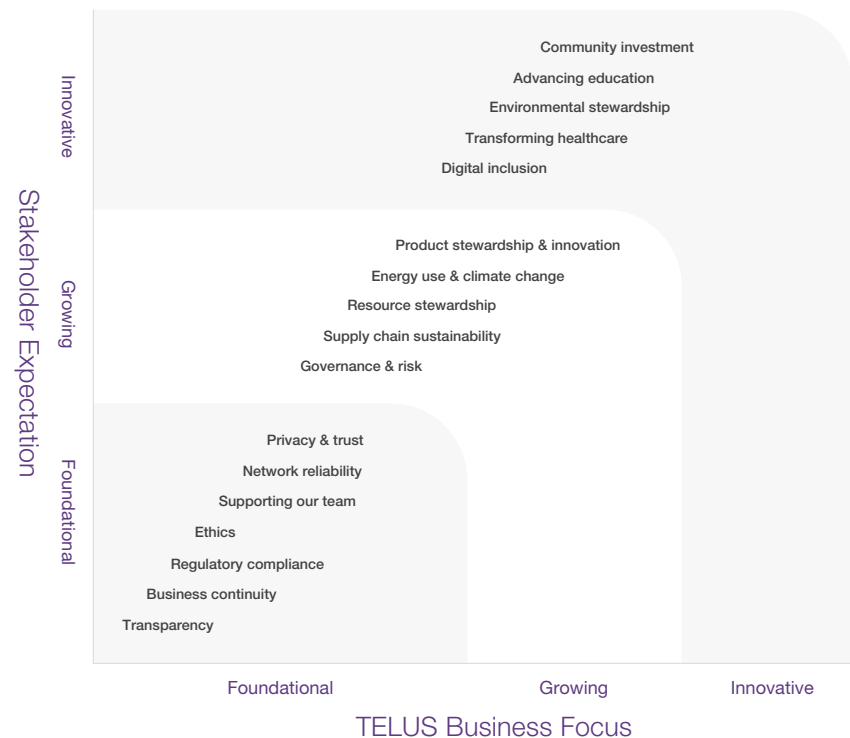 Stakeholder Expectation
Innovative
Community investment
Advancing education
Environmental stewardship
Transforming healthcare
Digital inclusion
Growing
Product stewardship & innovation
Energy use & climate change
Resource stewardship
Supply chain sustainability
Governance & risk
Foundational
Privacy & trust
Network reliability
Supporting our team
Ethics
Regulatory compliance
Business continuity
Transparency
Foundational
Growing
Innovative
TELUS Business Focus